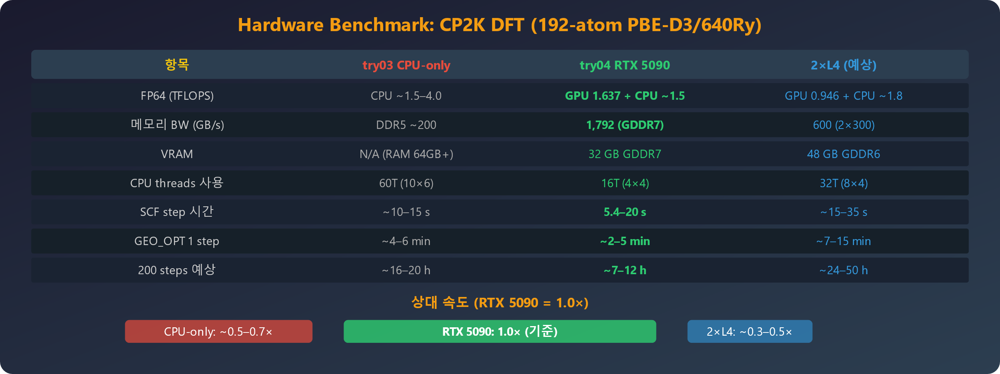 Hardware Benchmark: CP2K DFT (192-atom PBE-D3/640Ry)
항목 try03 CPU-only try04 RTX 5090 2×L4 (예상)
FP64 (TFLOPS) CPU ~1.5–4.0 GPU 1.637 + CPU ~1.5 GPU 0.946 + CPU ~1.8
메모리 BW (GB/s) DDR5 ~200 1,792 (GDDR7) 600 (2×300)
VRAM N/A (RAM 64GB+) 32 GB GDDR7 48 GB GDDR6
CPU threads 사용 60T (10×6) 16T (4×4) 32T (8×4)
SCF step 시간 ~10–15 s 5.4–20 s ~15–35 s
GEO_OPT 1 step ~4–6 min ~2–5 min ~7–15 min
200 steps 예상 ~16–20 h ~7–12 h ~24–50 h
상대 속도 (RTX 5090 = 1.0×)
CPU-only: ~0.5–0.7× RTX 5090: 1.0× (기준) 2×L4: ~0.3–0.5×